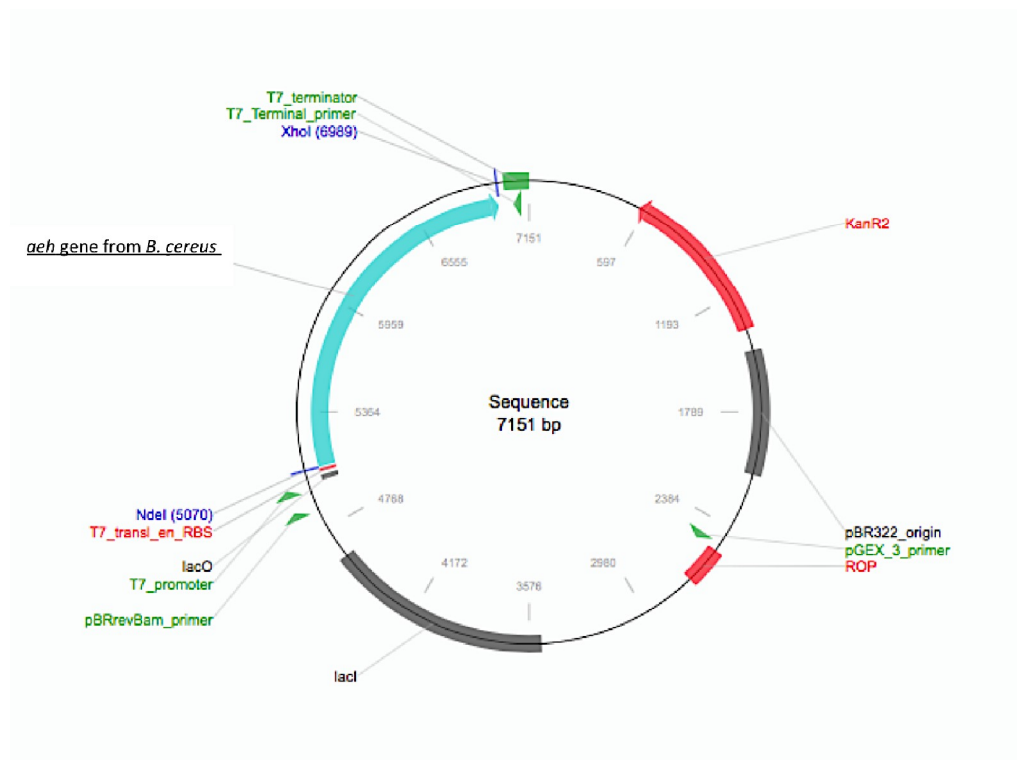 T7_terminator
T7_Terminal_primer
XhoI (6989)
aeh gene from B. cereus
KanR2
7151
597
6555
1193
5959
Sequence
7151 bp
5364
1789
4768
2384
NdeI (5070)
T7_transl_en_RBS
lacO
T7_promoter
pBRrevBam_primer
pBR322_origin
pGEX_3_primer
ROP
4172
2980
3576
lacI